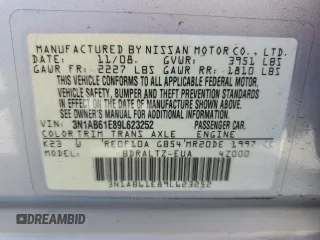 MANUFACTURED BY NISSAN MOTOR CO., LTD.
DATE: 11/08. GVWR: 3951 LBS
GAWR FR: 2227 LBS GAWR RR: 1810 LBS
THIS VEHICLE CONFORMS TO ALL APPLICABLE FEDERAL MOTOR
VEHICLE SAFETY, BUMPER, AND THEFT PREVENTION STANDARDS
IN EFFECT ON THE DATE OF MANUFACTURE SHOWN ABOVE.
SEE OWNER'S MANUAL FOR ADDITIONAL INFORMATION.
VIN: 3N1AB61E89L623252 PASSENGER CAR.
COLOR TRIM TRANS AXLE ENGINE
K23 W RE0F10A GB54 MR20DE 1997 CC
MODEL: BDRALTZ-EUA 4Z000
3N1AB61E89L623252